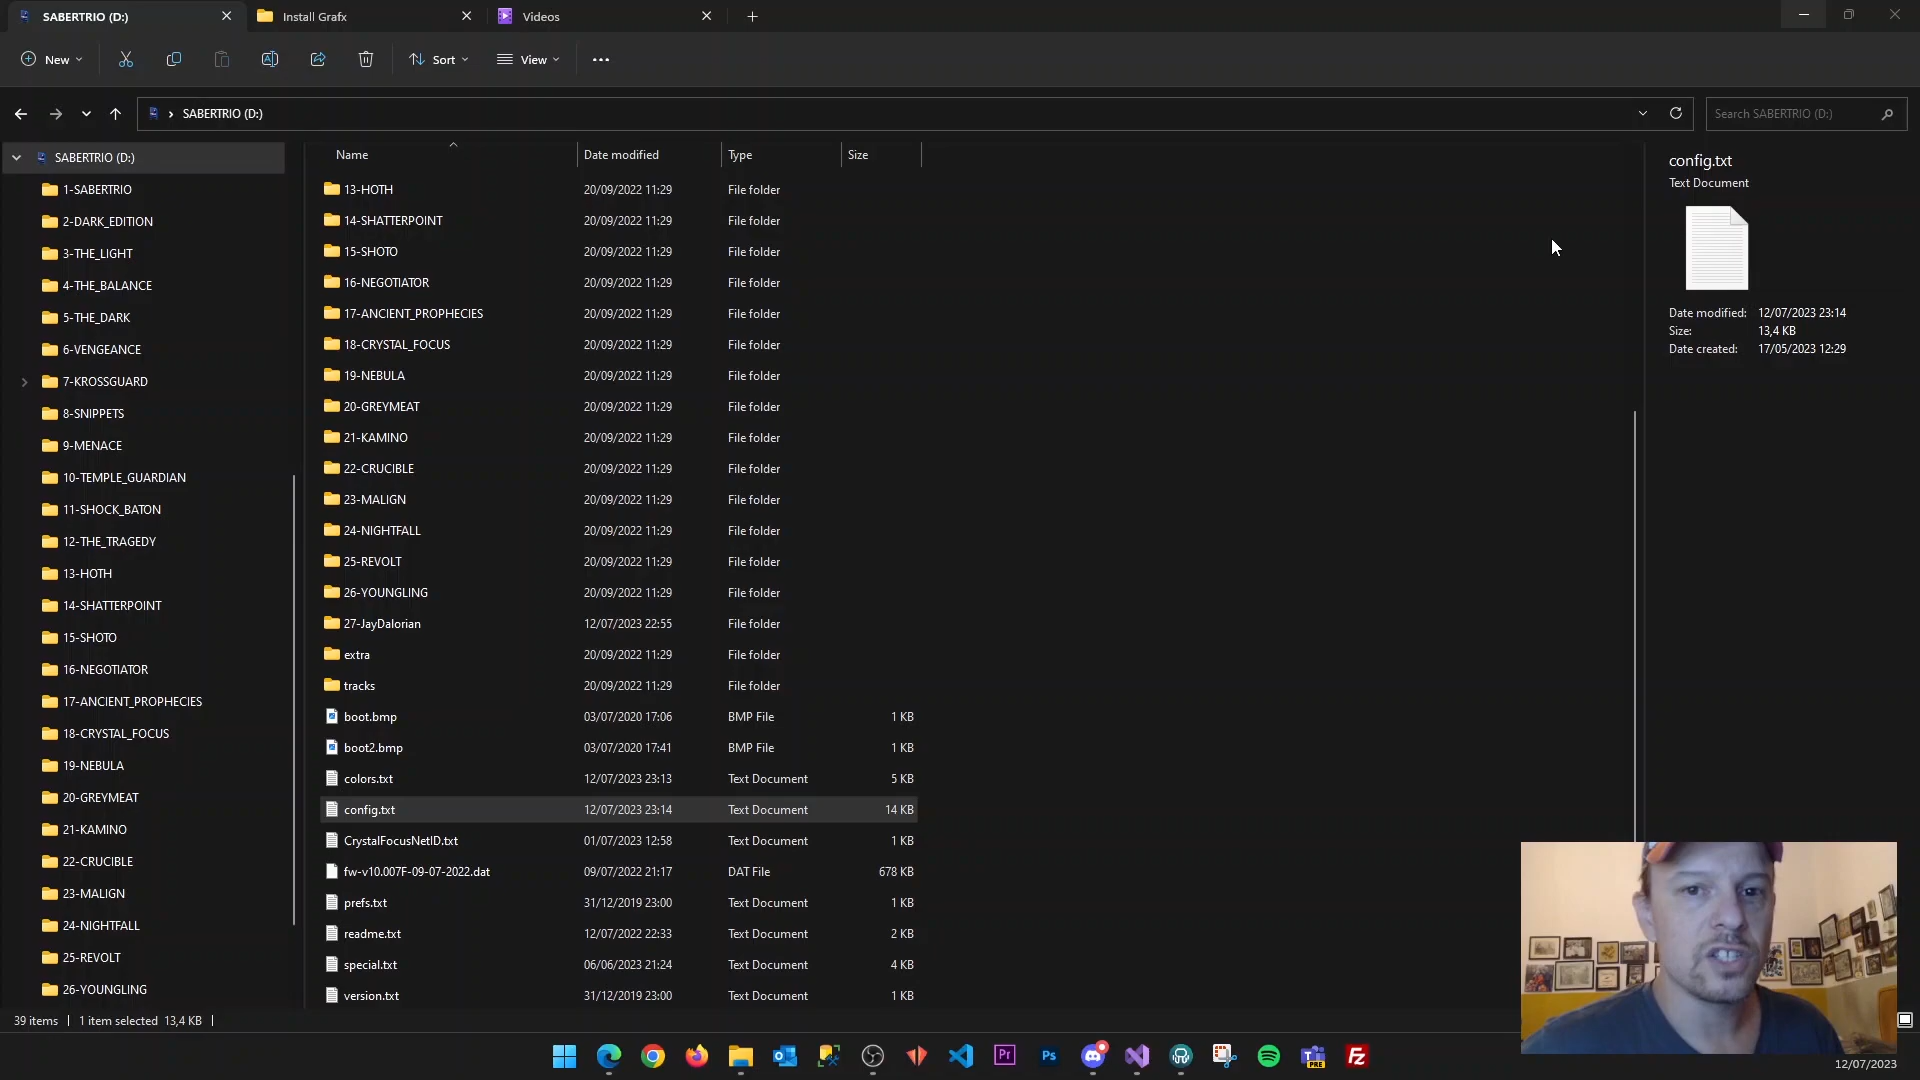 SABERTRIO (D:)
Install Grafx
Videos
New
Sort
View
SABERTRIO (D:)
Search SABERTRIO (D:)
SABERTRIO (D:)
1-SABERTRIO
2-DARK_EDITION
3-THE_LIGHT
4-THE_BALANCE
5-THE_DARK
6-VENGEANCE
7-KROSSGUARD
8-SNIPPETS
9-MENACE
10-TEMPLE_GUARDIAN
11-SHOCK_BATON
12-THE_TRAGEDY
13-HOTH
14-SHATTERPOINT
15-SHOTO
16-NEGOTIATOR
17-ANCIENT_PROPHECIES
18-CRYSTAL_FOCUS
19-NEBULA
20-GREYMEAT
21-KAMINO
22-CRUCIBLE
23-MALIGN
24-NIGHTFALL
25-REVOLT
26-YOUNGLING
Name Date modified Type Size
13-HOTH 20/09/2022 11:29 File folder
14-SHATTERPOINT 20/09/2022 11:29 File folder
15-SHOTO 20/09/2022 11:29 File folder
16-NEGOTIATOR 20/09/2022 11:29 File folder
17-ANCIENT_PROPHECIES 20/09/2022 11:29 File folder
18-CRYSTAL_FOCUS 20/09/2022 11:29 File folder
19-NEBULA 20/09/2022 11:29 File folder
20-GREYMEAT 20/09/2022 11:29 File folder
21-KAMINO 20/09/2022 11:29 File folder
22-CRUCIBLE 20/09/2022 11:29 File folder
23-MALIGN 20/09/2022 11:29 File folder
24-NIGHTFALL 20/09/2022 11:29 File folder
25-REVOLT 20/09/2022 11:29 File folder
26-YOUNGLING 20/09/2022 11:29 File folder
27-JayDalorian 12/07/2023 22:55 File folder
extra 20/09/2022 11:29 File folder
tracks 20/09/2022 11:29 File folder
boot.bmp 03/07/2020 17:06 BMP File 1 KB
boot2.bmp 03/07/2020 17:41 BMP File 1 KB
colors.txt 12/07/2023 23:13 Text Document 5 KB
config.txt 12/07/2023 23:14 Text Document 14 KB
CrystalFocusNetID.txt 01/07/2023 12:58 Text Document 1 KB
fw-v10.007F-09-07-2022.dat 09/07/2022 21:17 DAT File 678 KB
prefs.txt 31/12/2019 23:00 Text Document 1 KB
readme.txt 12/07/2022 22:33 Text Document 2 KB
special.txt 06/06/2023 21:24 Text Document 4 KB
version.txt 31/12/2019 23:00 Text Document 1 KB
config.txt
Text Document
Date modified: 12/07/2023 23:14
Size: 13,4 KB
Date created: 17/05/2023 12:29
39 items 1 item selected 13,4 KB
Pr
Ps
T
PRE
FZ
12/07/2023